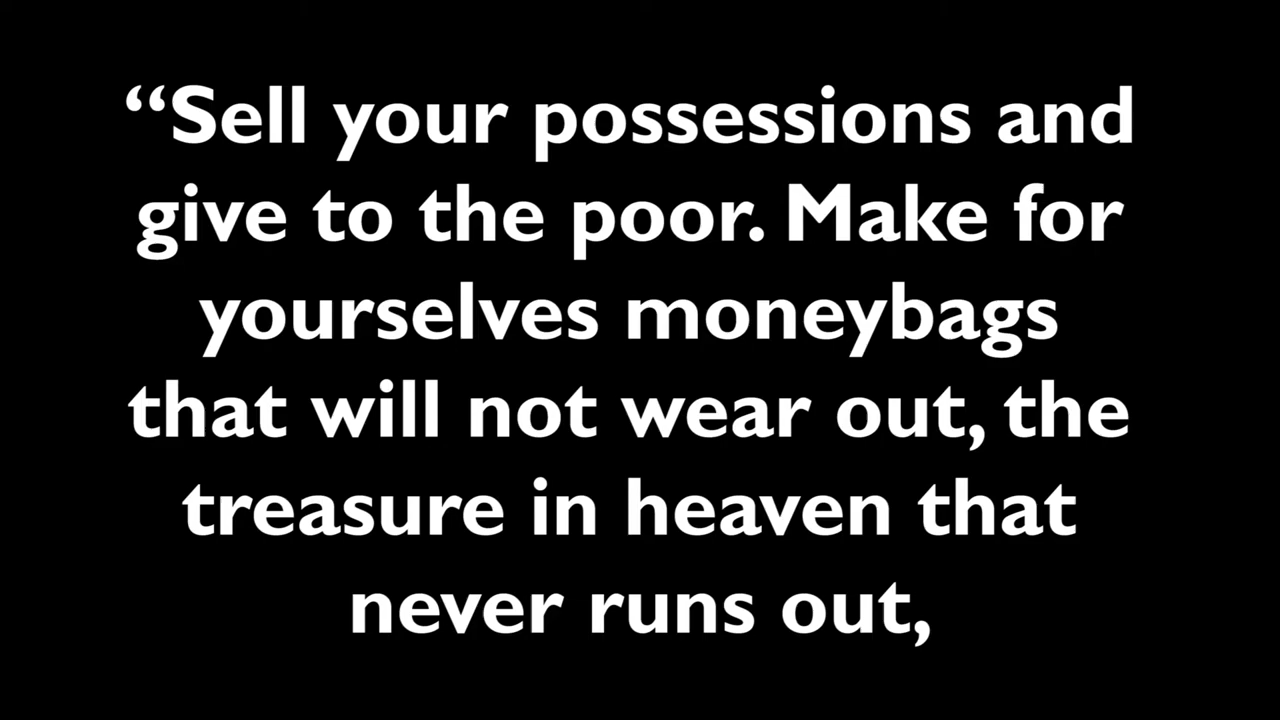 “Sell your possessions and
give to the poor. Make for
yourselves moneybags
that will not wear out, the
treasure in heaven that
never runs out,